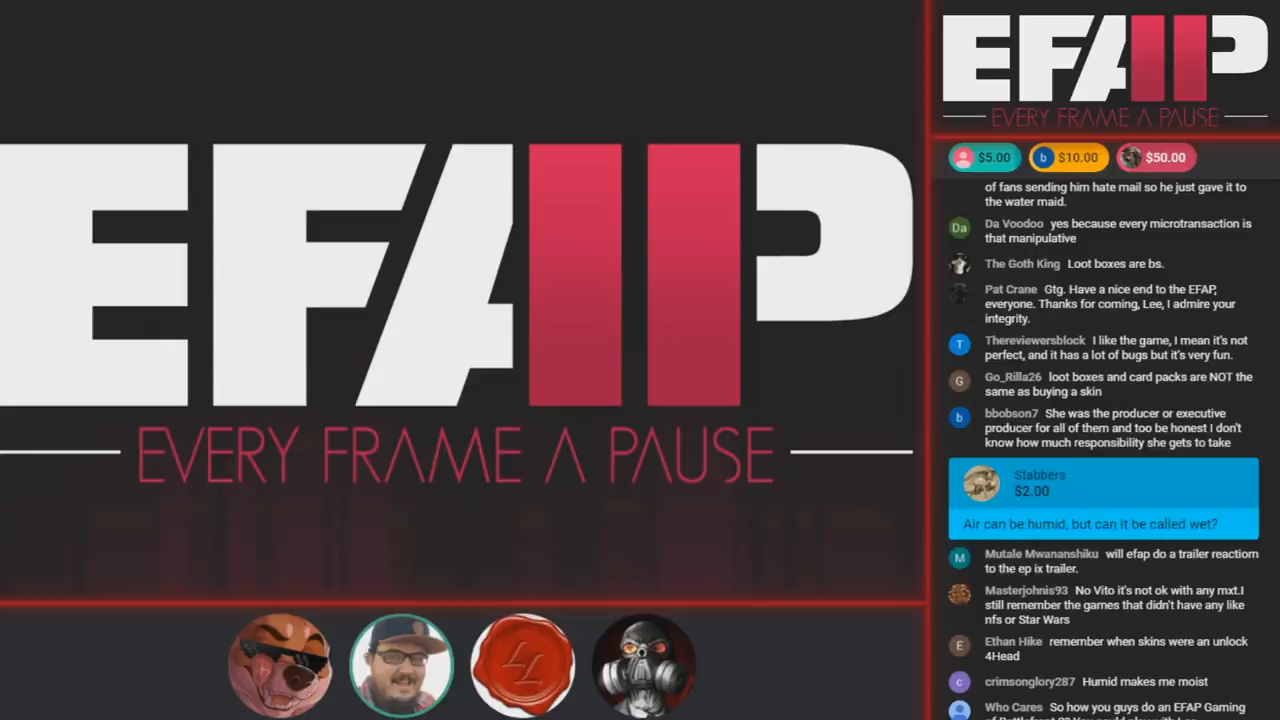 EFAP
EVERY FRAME A PAUSE
LL
EFAP
EVERY FRAME A PAUSE
$5.00
b $10.00
$50.00
of fans sending him hate mail so he just gave it to
the water maid.
Da Da Voodoo yes because every microtransaction is
that manipulative
The Goth King Loot boxes are bs.
Pat Crane Gtg. Have a nice end to the EFAP,
everyone. Thanks for coming, Lee, I admire your
integrity.
T Thereviewersblock I like the game, I mean it's not
perfect, and it has a lot of bugs but it's very fun.
G Go_Rilla26 loot boxes and card packs are NOT the
same as buying a skin
b bbobson7 She was the producer or executive
producer for all of them and too be honest I don't
know how much responsibility she gets to take
Stabbers
$2.00
Air can be humid, but can it be called wet?
M Mutale Mwananshiku will efap do a trailer reactiom
to the ep ix trailer.
Masterjohnis93 No Vito it's not ok with any mxt.I
still remember the games that didn't have any like
nfs or Star Wars
E Ethan Hike remember when skins were an unlock
4Head
c crimsonglory287 Humid makes me moist
Who Cares So how you guys do an EFAP Gaming